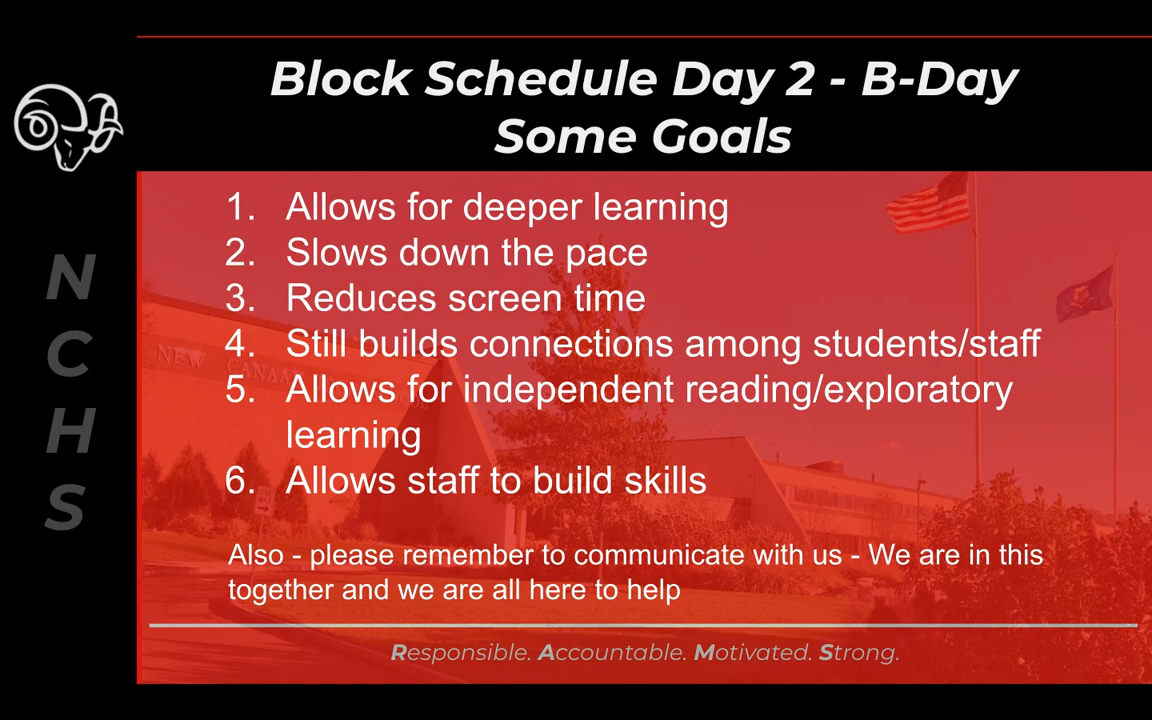 Block Schedule Day 2 - B-Day
Some Goals
N
C
H
S
1. Allows for deeper learning
2. Slows down the pace
3. Reduces screen time
4. Still builds connections among students/staff
5. Allows for independent reading/exploratory
learning
6. Allows staff to build skills
NEW CANAAN
Also - please remember to communicate with us - We are in this
together and we are all here to help
Responsible. Accountable. Motivated. Strong.